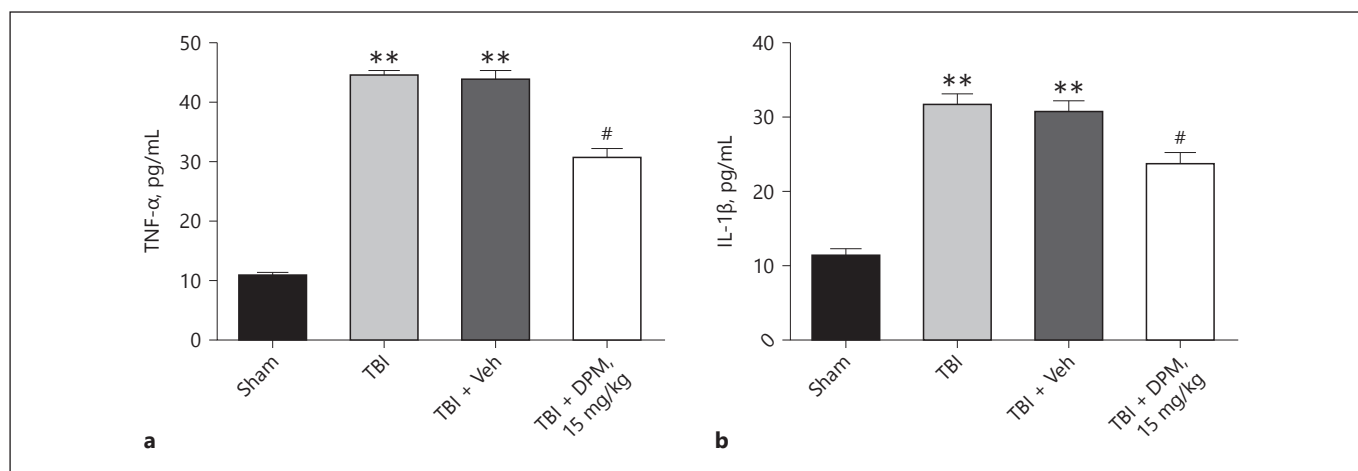 50
40
30
20
10
0
TNF-α, pg/mL
**
**
#
Sham
TBI
TBI + Veh
TBI + DPM,
15 mg/kg
a
40
30
20
10
0
IL-1β, pg/mL
**
**
#
Sham
TBI
TBI + Veh
TBI + DPM,
15 mg/kg
b